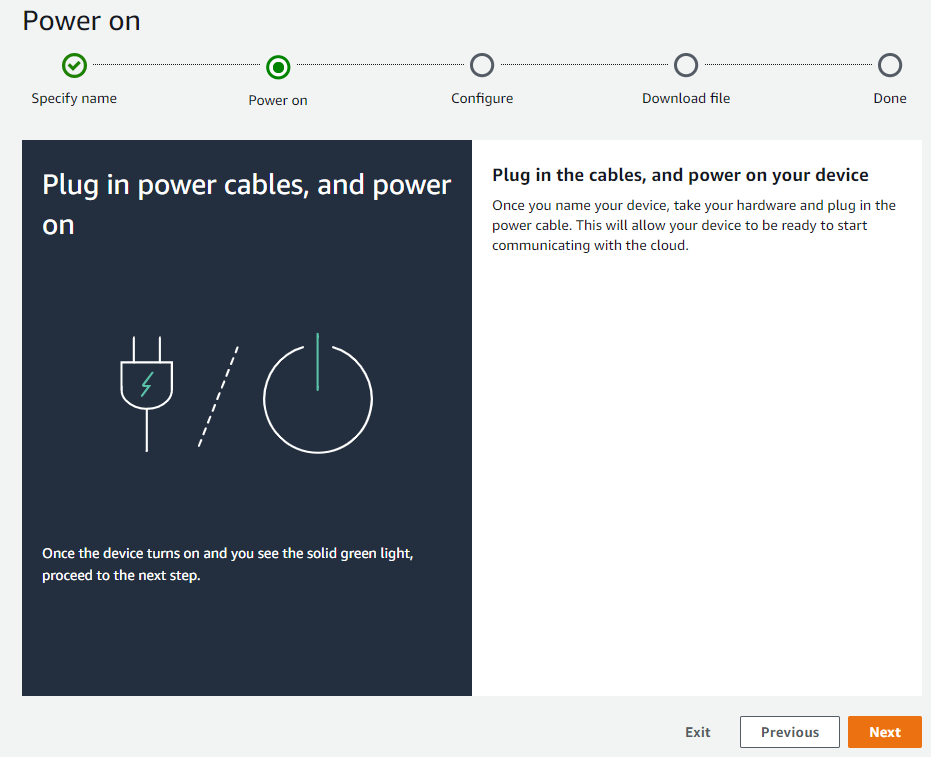 Power on
Specify name
Power on
Configure
Download file
Done
Plug in power cables, and power
on
Once the device turns on and you see the solid green light,
proceed to the next step.
Plug in the cables, and power on your device
Once you name your device, take your hardware and plug in the
power cable. This will allow your device to be ready to start
communicating with the cloud.
Exit
Previous
Next